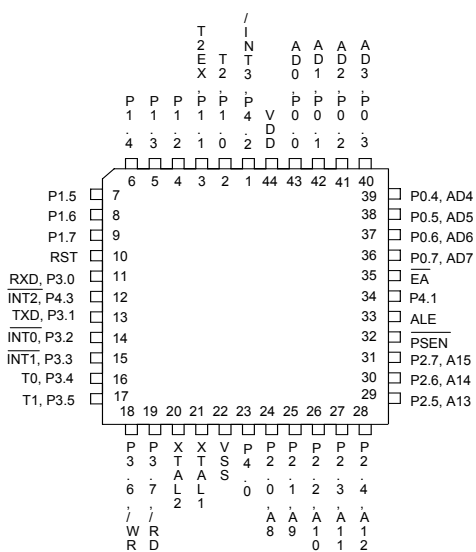 P1.4
P1.3
P1.2
T2EX,P1.1
T2,P1.0
/INT3,P4.2
VDD
AD0,P0.0
AD1,P0.1
AD2,P0.2
AD3,P0.3
6 5 4 3 2 1 44 43 42 41 40
P1.5 7
P1.6 8
P1.7 9
RST 10
RXD, P3.0 11
INT2, P4.3 12
TXD, P3.1 13
INT0, P3.2 14
INT1, P3.3 15
T0, P3.4 16
T1, P3.5 17
39 P0.4, AD4
38 P0.5, AD5
37 P0.6, AD6
36 P0.7, AD7
35 EA
34 P4.1
33 ALE
32 PSEN
31 P2.7, A15
30 P2.6, A14
29 P2.5, A13
18 19 20 21 22 23 24 25 26 27 28
P3.6,/WR
P3.7,/RD
XTAL2
XTAL1
VSS
P4.0
P2.0,A8
P2.1,A9
P2.2,A10
P2.3,A11
P2.4,A12